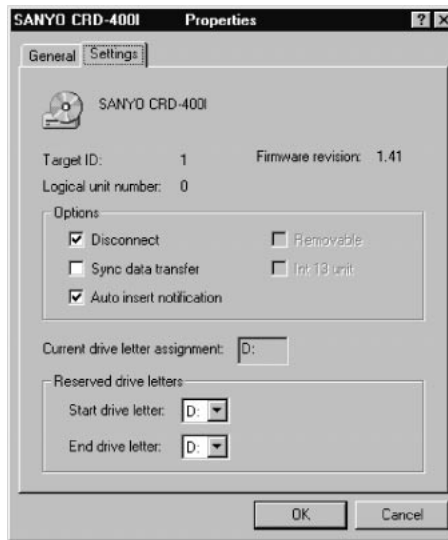 SANYO CRD-400I Properties
General Settings
SANYO CRD-400I
Target ID: 1 Firmware revision: 1.41
Logical unit number: 0
Options
Disconnect Removable
Sync data transfer Int 13 unit
Auto insert notification
Current drive letter assignment: D:
Reserved drive letters
Start drive letter: D:
End drive letter: D:
OK Cancel